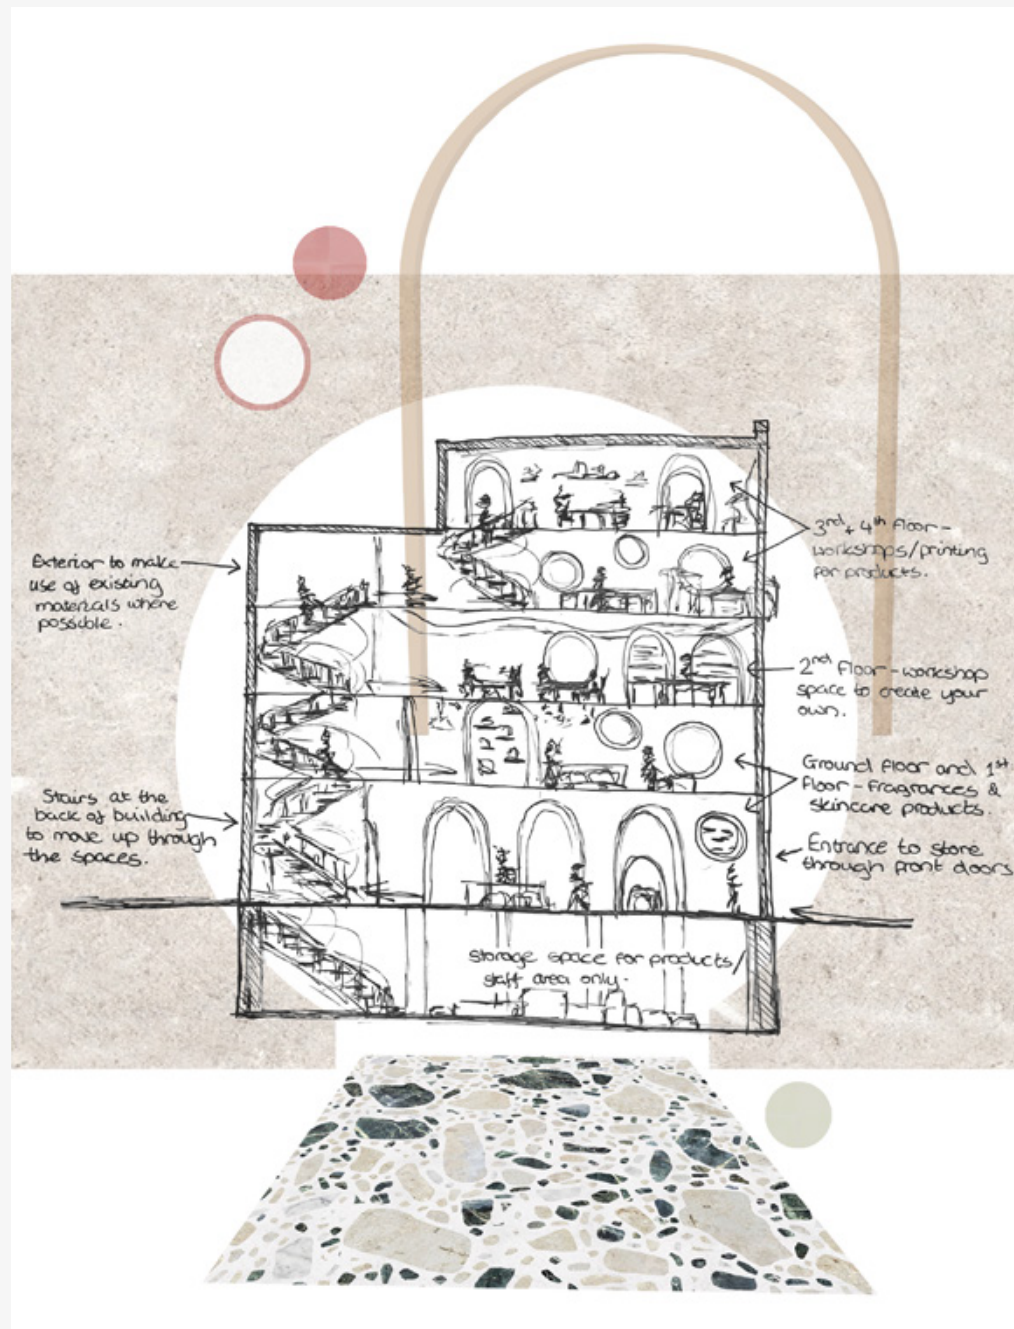 Exterior to make
use of existing
materials where
possible.
Stairs at the
back of building
to move up through
the spaces.
3rd + 4th floor -
workshops/printing
for products.
2nd floor - workshop
space to create your
own.
Ground floor and 1st
floor - fragrances &
skincare products.
Entrance to store
through front doors
Storage space for products/
staff area only.